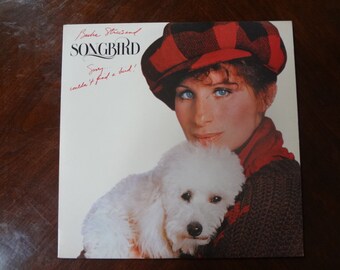 Barbra Streisand
SONGBIRD
Sorry
couldn't find a bird!